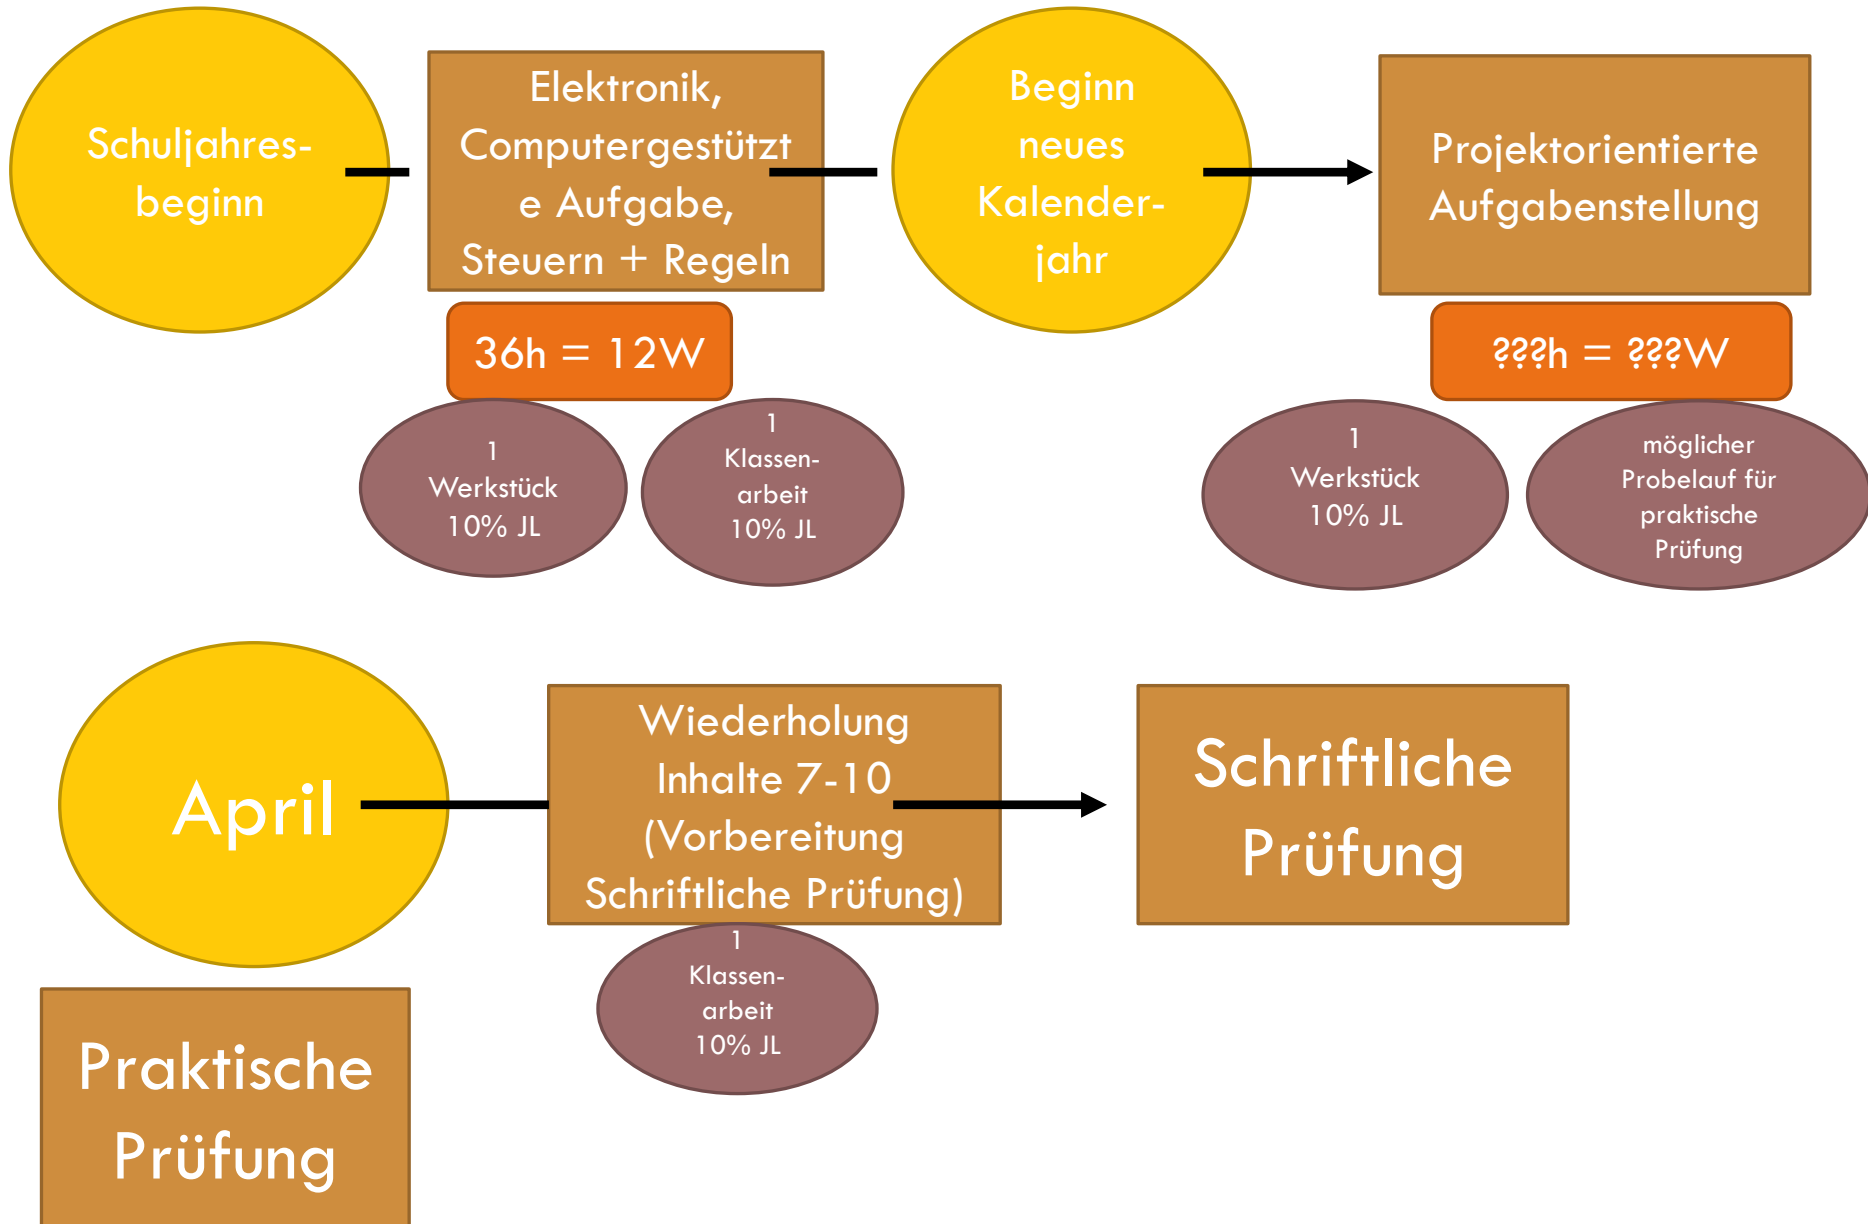 Schuljahres-
beginn
Elektronik,
Computergestützt
e Aufgabe,
Steuern + Regeln
Beginn
neues
Kalender-
jahr
Projektorientierte
Aufgabenstellung
36h = 12W
???h = ???W
1
Werkstück
10% JL
1
Klassen-
arbeit
10% JL
1
Werkstück
10% JL
möglicher
Probelauf für
praktische
Prüfung
April
Wiederholung
Inhalte 7-10
(Vorbereitung
Schriftliche Prüfung)
Schriftliche
Prüfung
1
Klassen-
arbeit
10% JL
Praktische
Prüfung